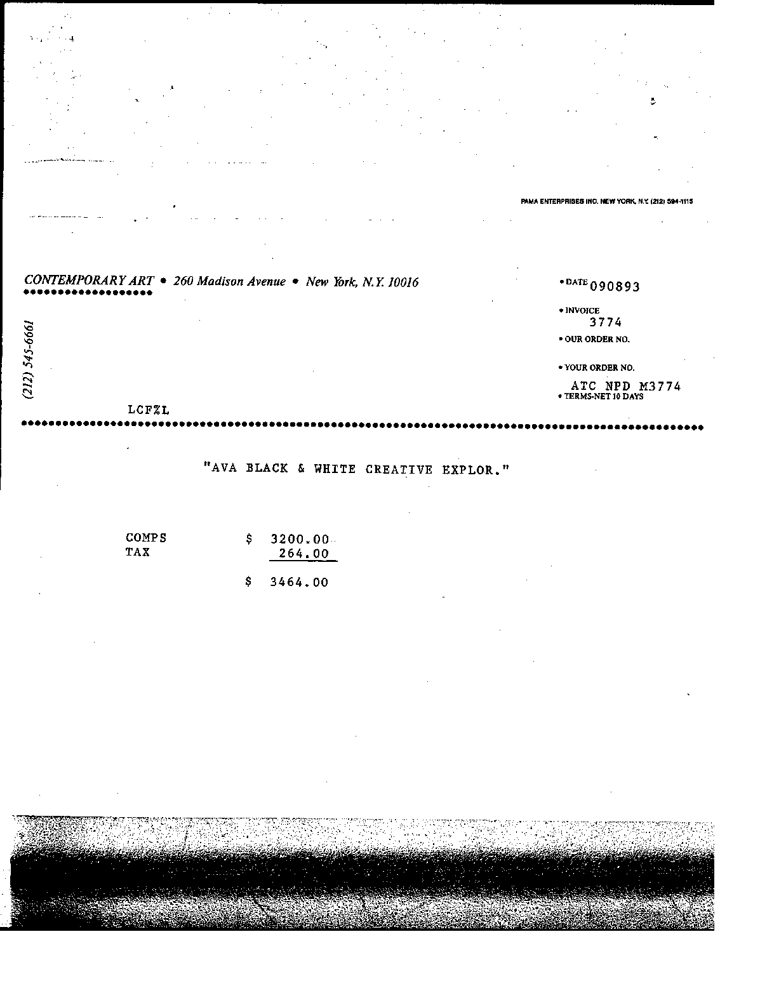 PAMA ENTERPRISES INC. NEW YORK, N.Y. (212) 594-1115
CONTEMPORARY ART • 260 Madison Avenue • New York, N.Y. 10016
• DATE 090893
• INVOICE
3774
• OUR ORDER NO.
• YOUR ORDER NO.
ATC NPD M3774
• TERMS-NET 10 DAYS
(212) 545-6661
LCF%L
"AVA BLACK & WHITE CREATIVE EXPLOR."
COMPS $ 3200.00
TAX 264.00
$ 3464.00